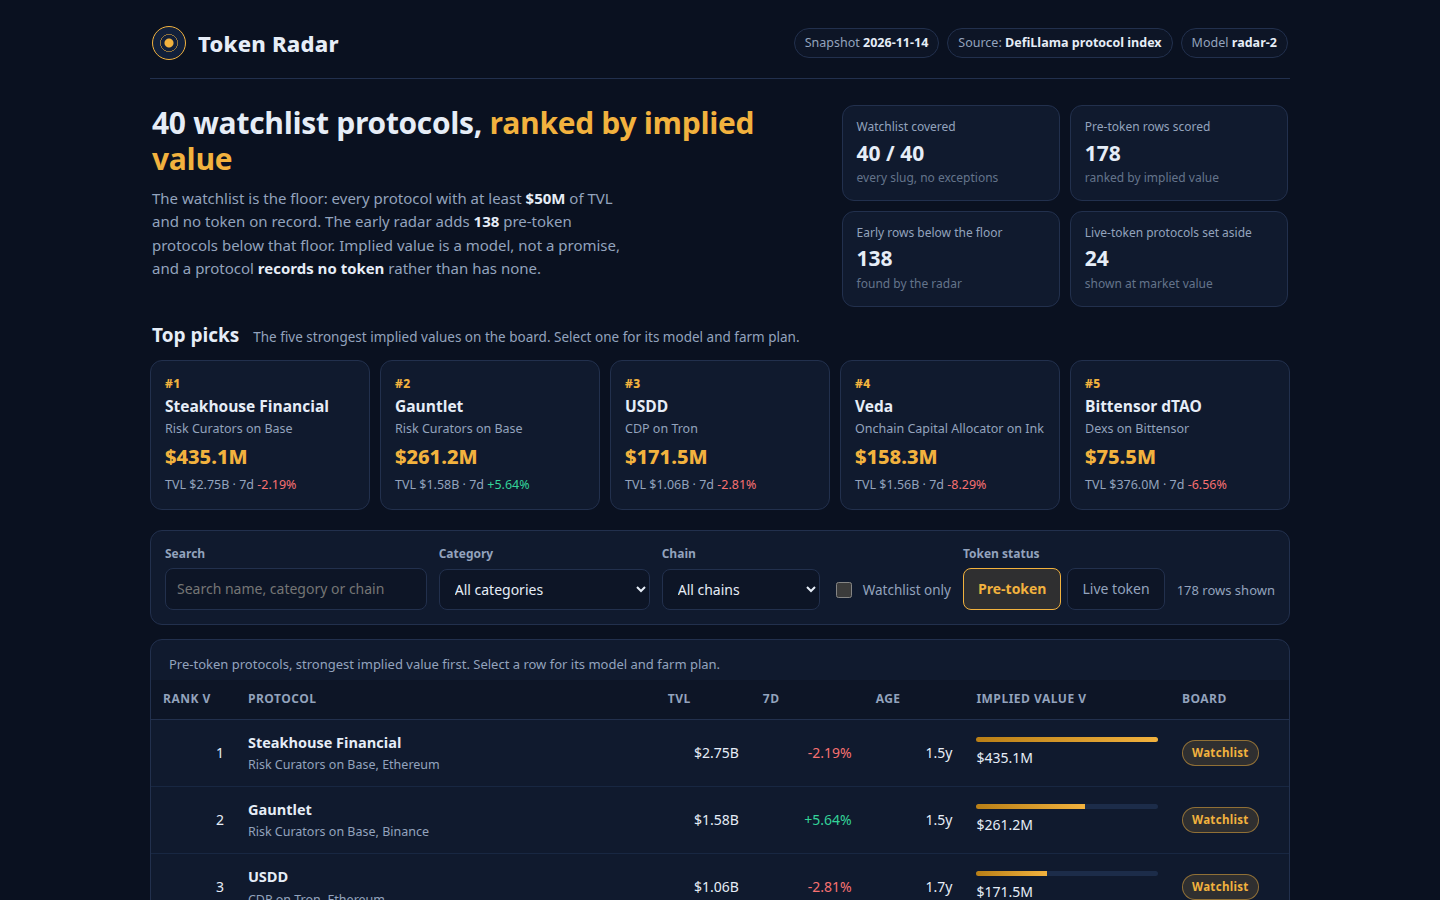 Token Radar
Snapshot 2026-11-14
Source: DefiLlama protocol index
Model radar-2
40 watchlist protocols, ranked by implied
value
The watchlist is the floor: every protocol with at least $50M of TVL
and no token on record. The early radar adds 138 pre-token
protocols below that floor. Implied value is a model, not a promise,
and a protocol records no token rather than has none.
Watchlist covered
40 / 40
every slug, no exceptions
Pre-token rows scored
178
ranked by implied value
Early rows below the floor
138
found by the radar
Live-token protocols set aside
24
shown at market value
Top picks The five strongest implied values on the board. Select one for its model and farm plan.
#1
Steakhouse Financial
Risk Curators on Base
$435.1M
TVL $2.75B · 7d -2.19%
#2
Gauntlet
Risk Curators on Base
$261.2M
TVL $1.58B · 7d +5.64%
#3
USDD
CDP on Tron
$171.5M
TVL $1.06B · 7d -2.81%
#4
Veda
Onchain Capital Allocator on Ink
$158.3M
TVL $1.56B · 7d -8.29%
#5
Bittensor dTAO
Dexs on Bittensor
$75.5M
TVL $376.0M · 7d -6.56%
Search
Search name, category or chain
Category
All categories
Chain
All chains
Watchlist only
Token status
Pre-token
Live token
178 rows shown
Pre-token protocols, strongest implied value first. Select a row for its model and farm plan.
RANK V PROTOCOL TVL 7D AGE IMPLIED VALUE V BOARD
1 Steakhouse Financial $2.75B -2.19% 1.5y $435.1M Watchlist
Risk Curators on Base, Ethereum
2 Gauntlet $1.58B +5.64% 1.5y $261.2M Watchlist
Risk Curators on Base, Binance
3 USDD $1.06B -2.81% 1.7y $171.5M Watchlist
CDP on Tron, Ethereum